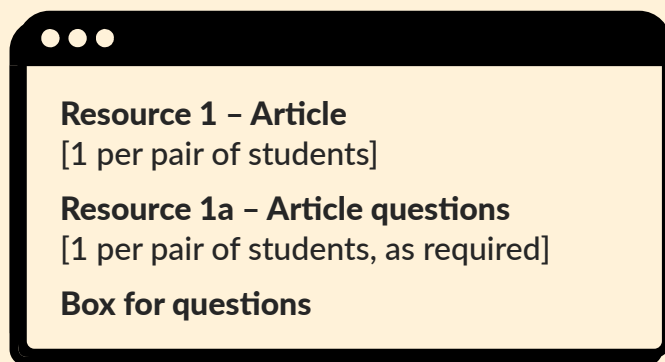 Resource 1 – Article
[1 per pair of students]
Resource 1a – Article questions
[1 per pair of students, as required]
Box for questions